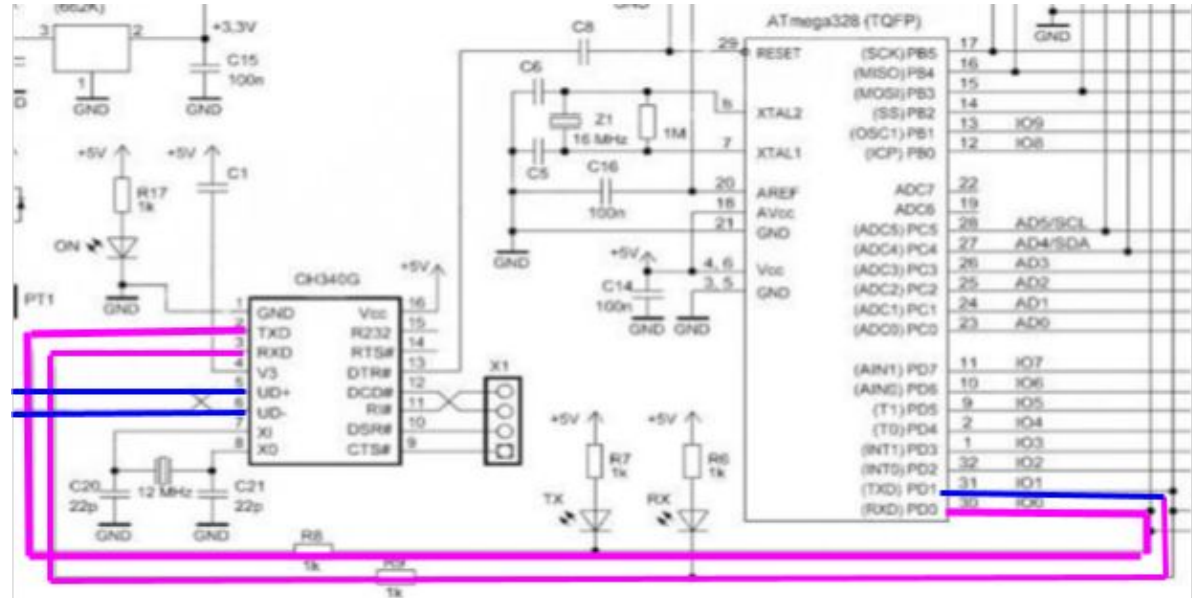 (662K)
3
2
+3.3V
C15
100n
1
GND
GND
D
+5V
+5V
R17
1k
C1
ON
GND
PT1
CH340G
1 GND
2 TXD
3 RXD
4 V3
5 UD+
6 UD-
7 XI
8 X0
Vcc 16
R232 15
RTS# 14
DTR# 13
DCD# 12
RI# 11
DSR# 10
CTS# 9
+5V
X1
C20
22p
12 MHz
C21
22p
GND
GND
R8
1k
1k
C8
C6
Z1
16 MHz
1M
C5
C16
100n
GND
+5V
C14
100n
GND
GND
+5V
R7
1k
TX
+5V
R6
1k
RX
GND
ATmega328 (TQFP)
29 RESET
XTAL2
7 XTAL1
20 AREF
18 AVcc
21 GND
4, 6 Vcc
3, 5 GND
(SCK) PB5 17
(MISO) PB4 16
(MOSI) PB3 15
(SS) PB2 14
(OSC1) PB1 13 IO9
(ICP) PB0 12 IO8
ADC7 22
ADC6 19
(ADC5) PC5 28 AD5/SCL
(ADC4) PC4 27 AD4/SDA
(ADC3) PC3 26 AD3
(ADC2) PC2 25 AD2
(ADC1) PC1 24 AD1
(ADC0) PC0 23 AD0
(AIN1) PD7 11 IO7
(AIN0) PD6 10 IO6
(T1) PD5 9 IO5
(T0) PD4 2 IO4
(INT1) PD3 1 IO3
(INT0) PD2 32 IO2
(TXD) PD1 31 IO1
(RXD) PD0 30 IO0
GND